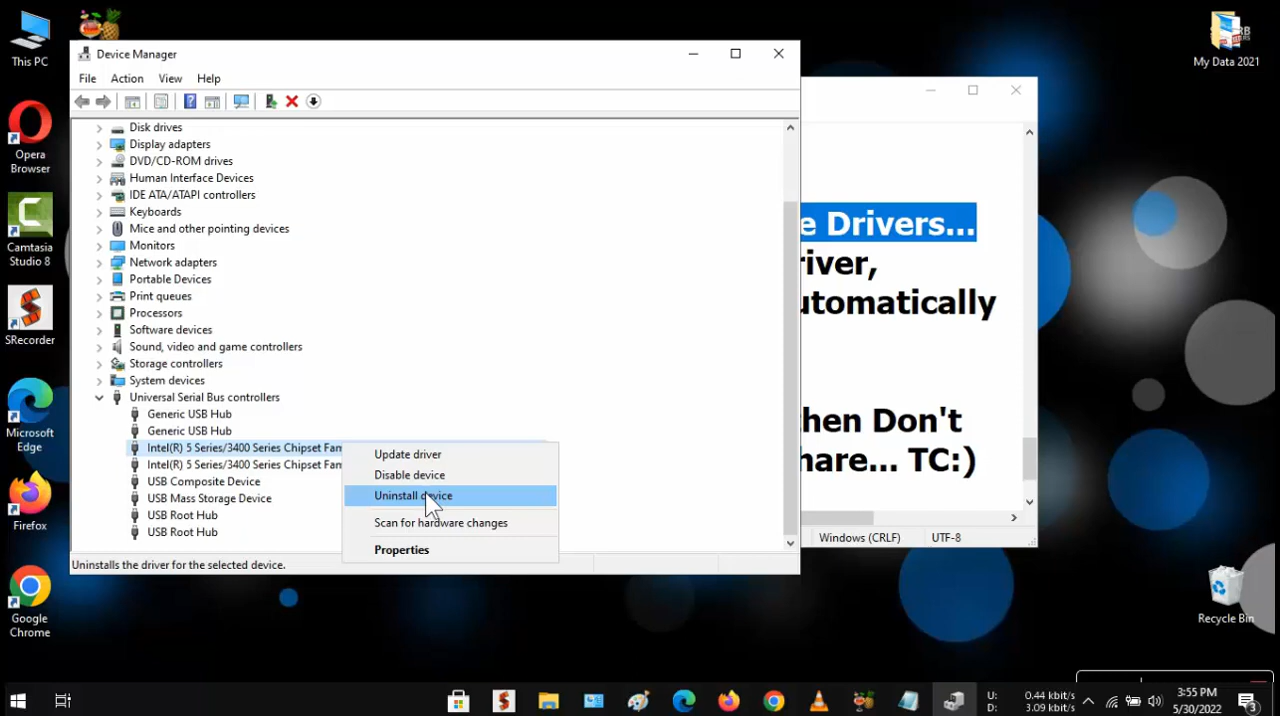 This PC
Opera
Browser
Camtasia
Studio 8
SRecorder
Microsoft
Edge
Firefox
Google
Chrome
Device Manager
File
Action
View
Help
Disk drives
Display adapters
DVD/CD-ROM drives
Human Interface Devices
IDE ATA/ATAPI controllers
Keyboards
Mice and other pointing devices
Monitors
Network adapters
Portable Devices
Print queues
Processors
Software devices
Sound, video and game controllers
Storage controllers
System devices
Universal Serial Bus controllers
Generic USB Hub
Generic USB Hub
Intel(R) 5 Series/3400 Series Chipset Fam
Intel(R) 5 Series/3400 Series Chipset Fam
USB Composite Device
USB Mass Storage Device
USB Root Hub
USB Root Hub
Update driver
Disable device
Uninstall device
Scan for hardware changes
Properties
Uninstalls the driver for the selected device.
e Drivers...
river,
utomatically
hen Don't
hare... TC:)
Windows (CRLF)
UTF-8
RB
My Data 2021
Recycle Bin
U: 0.44 kbit/s
D: 3.09 kbit/s
3:55 PM
5/30/2022
3